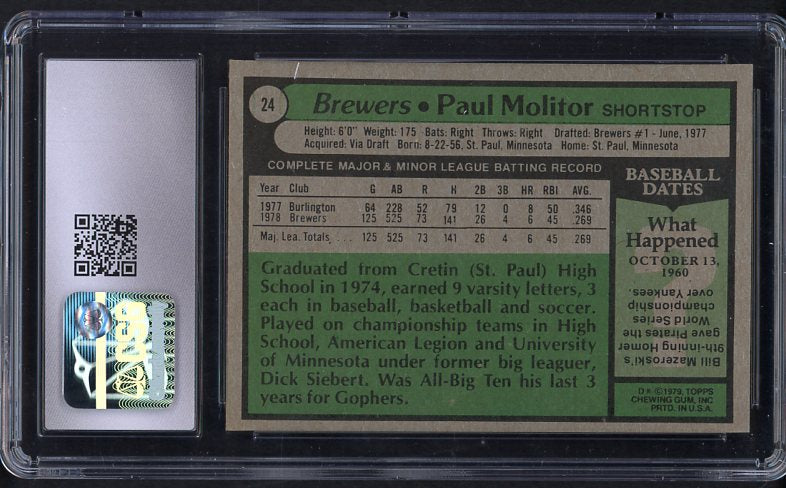 24
Brewers • Paul Molitor SHORTSTOP
Height: 6'0" Weight: 175 Bats: Right Throws: Right Drafted: Brewers #1 - June, 1977
Acquired: Via Draft Born: 8-22-56, St. Paul, Minnesota Home: St. Paul, Minnesota
COMPLETE MAJOR & MINOR LEAGUE BATTING RECORD
Year Club G AB R H 2B 3B HR RBI AVG.
1977 Burlington 64 228 52 79 12 0 8 50 .346
1978 Brewers 125 525 73 141 26 4 6 45 .269
Maj. Lea. Totals . . . 125 525 73 141 26 4 6 45 .269
Graduated from Cretin (St. Paul) High
School in 1974, earned 9 varsity letters, 3
each in baseball, basketball and soccer.
Played on championship teams in High
School, American Legion and University
of Minnesota under former big leaguer,
Dick Siebert. Was All-Big Ten his last 3
years for Gophers.
BASEBALL
DATES
What
Happened
OCTOBER 13,
1960
?
Bill Mazeroski's
9th-inning Homer
gave Pirates the
World Series
championship
over Yankees.
D* © 1979, TOPPS
CHEWING GUM, INC
PRTD. IN U.S.A.